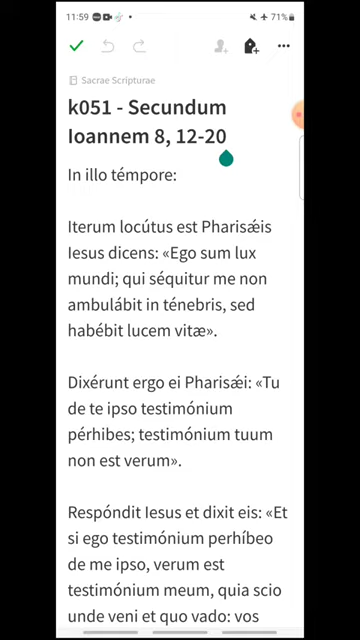 11:59
71%
Sacrae Scripturae
k051 - Secundum
Ioannem 8, 12-20
In illo témpore:
Iterum locútus est Pharisǽis
Iesus dicens: «Ego sum lux
mundi; qui séquitur me non
ambulábit in ténebris, sed
habébit lucem vitæ».
Dixérunt ergo ei Pharisǽi: «Tu
de te ipso testimónium
pérhibes; testimónium tuum
non est verum».
Respóndit Iesus et dixit eis: «Et
si ego testimónium perhíbeo
de me ipso, verum est
testimónium meum, quia scio
unde veni et quo vado: vos